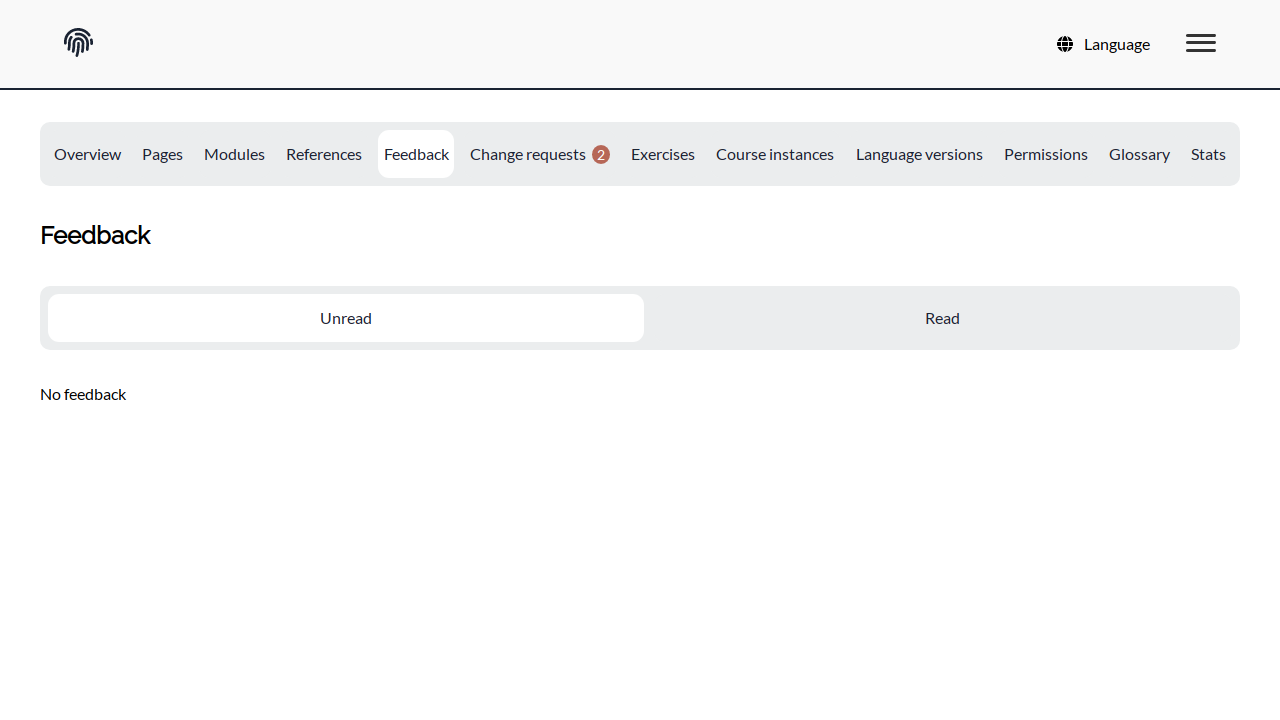 Language
Overview Pages Modules References Feedback Change requests 2 Exercises Course instances Language versions Permissions Glossary Stats
Feedback
Unread Read
No feedback